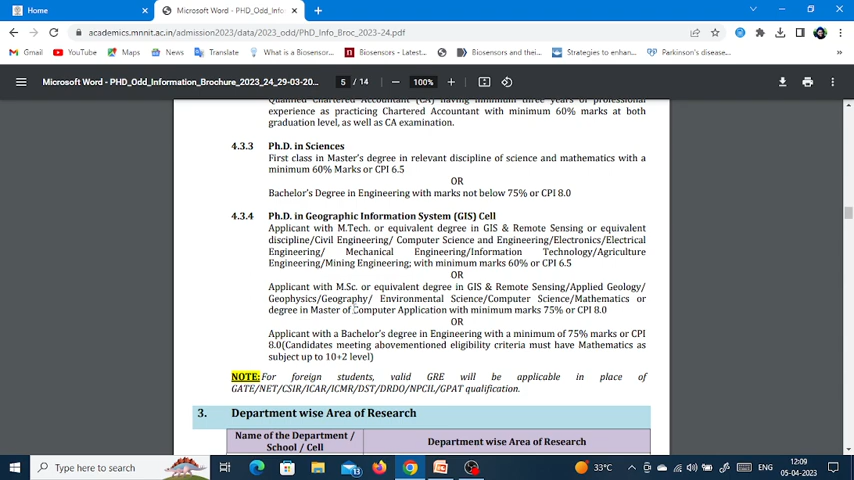 Home
Microsoft Word - PhD_Odd_Info
academics.mnnit.ac.in/admission2023/data/2023_odd/PhD_Info_Broc_2023-24.pdf
Gmail
YouTube
Maps
News
Translate
What is a Biosensor...
Biosensors - Latest...
Biosensors and thei...
Strategies to enhan...
Parkinson's disease...
Microsoft Word - PHD_Odd_Information_Brochure_2023_24_29-03-20...
5 / 14
100%
Qualified Chartered Accountant (CA) having minimum three years of professional
experience as practicing Chartered Accountant with minimum 60% marks at both
graduation level, as well as CA examination.
4.3.3 Ph.D. in Sciences
First class in Master's degree in relevant discipline of science and mathematics with a
minimum 60% Marks or CPI 6.5
OR
Bachelor's Degree in Engineering with marks not below 75% or CPI 8.0
4.3.4 Ph.D. in Geographic Information System (GIS) Cell
Applicant with M.Tech. or equivalent degree in GIS & Remote Sensing or equivalent
discipline/Civil Engineering/ Computer Science and Engineering/Electronics/Electrical
Engineering/ Mechanical Engineering/Information Technology/Agriculture
Engineering/Mining Engineering; with minimum marks 60% or CPI 6.5
OR
Applicant with M.Sc. or equivalent degree in GIS & Remote Sensing/Applied Geology/
Geophysics/Geography/ Environmental Science/Computer Science/Mathematics or
degree in Master of Computer Application with minimum marks 75% or CPI 8.0
OR
Applicant with a Bachelor's degree in Engineering with a minimum of 75% marks or CPI
8.0(Candidates meeting abovementioned eligibility criteria must have Mathematics as
subject up to 10+2 level)
NOTE: For foreign students, valid GRE will be applicable in place of
GATE/NET/CSIR/ICAR/ICMR/DST/DRDO/NPCIL/GPAT qualification.
3. Department wise Area of Research
Name of the Department /
School / Cell
Department wise Area of Research
Type here to search
33°C
ENG
12:09
05-04-2023